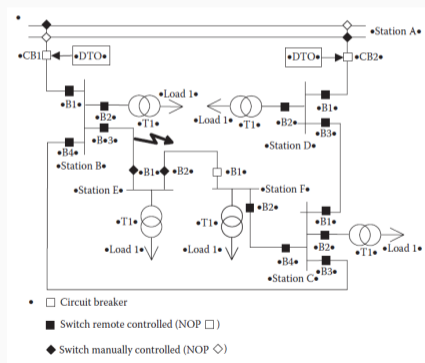 •
•Station A•
•CB1 •DTO• •DTO• •CB2•
•Load 1•
•B1• •B1•
•B2• •T1• •Load 1• •T1• •B2•
•B•3• •B3•
•B4• •Station D•
•Station B• •B1• •B2• •B1•
•Station E• •Station F•
•B2•
•T1• •T1• •B1•
•B2•
•Load 1• •Load 1• •T1• •Load 1•
•B4• •B3•
•Station C•
• □ Circuit breaker
■ Switch remote controlled (NOP □)
◆ Switch manually controlled (NOP ◇)